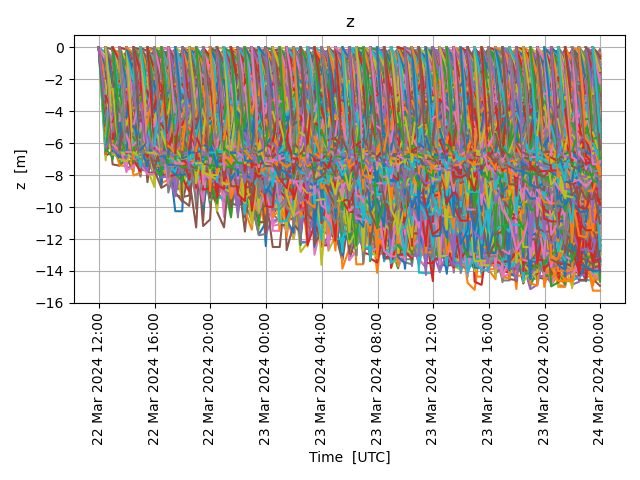 z
0
−2
−4
−6
−8
−10
−12
−14
−16
z [m]
22 Mar 2024 12:00
22 Mar 2024 16:00
22 Mar 2024 20:00
23 Mar 2024 00:00
23 Mar 2024 04:00
23 Mar 2024 08:00
23 Mar 2024 12:00
23 Mar 2024 16:00
23 Mar 2024 20:00
24 Mar 2024 00:00
Time [UTC]